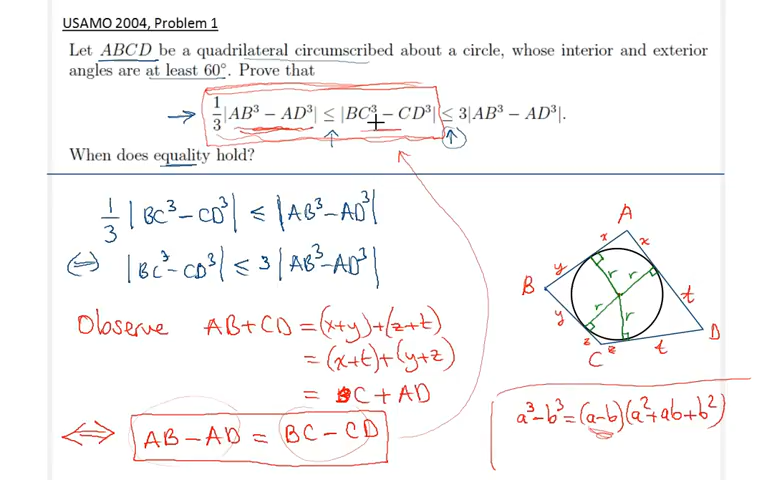 USAMO 2004, Problem 1
Let ABCD be a quadrilateral circumscribed about a circle, whose interior and exterior
angles are at least 60°. Prove that
→ 1/3|AB³ − AD³| ≤ |BC³ − CD³| ≤ 3|AB³ − AD³|.
When does equality hold?
1/3 |BC³ − CD³| ≤ |AB³ − AD³|
⇔ |BC³ − CD³| ≤ 3 |AB³ − AD³|
Observe AB + CD = (x+y) + (z+t)
= (x+t) + (y+z)
= BC + AD
⇔ AB − AD = BC − CD
A
x x
y
B
r r
r r
t
y
D
z z
C
t
a³ − b³ = (a−b)(a² + ab + b²)